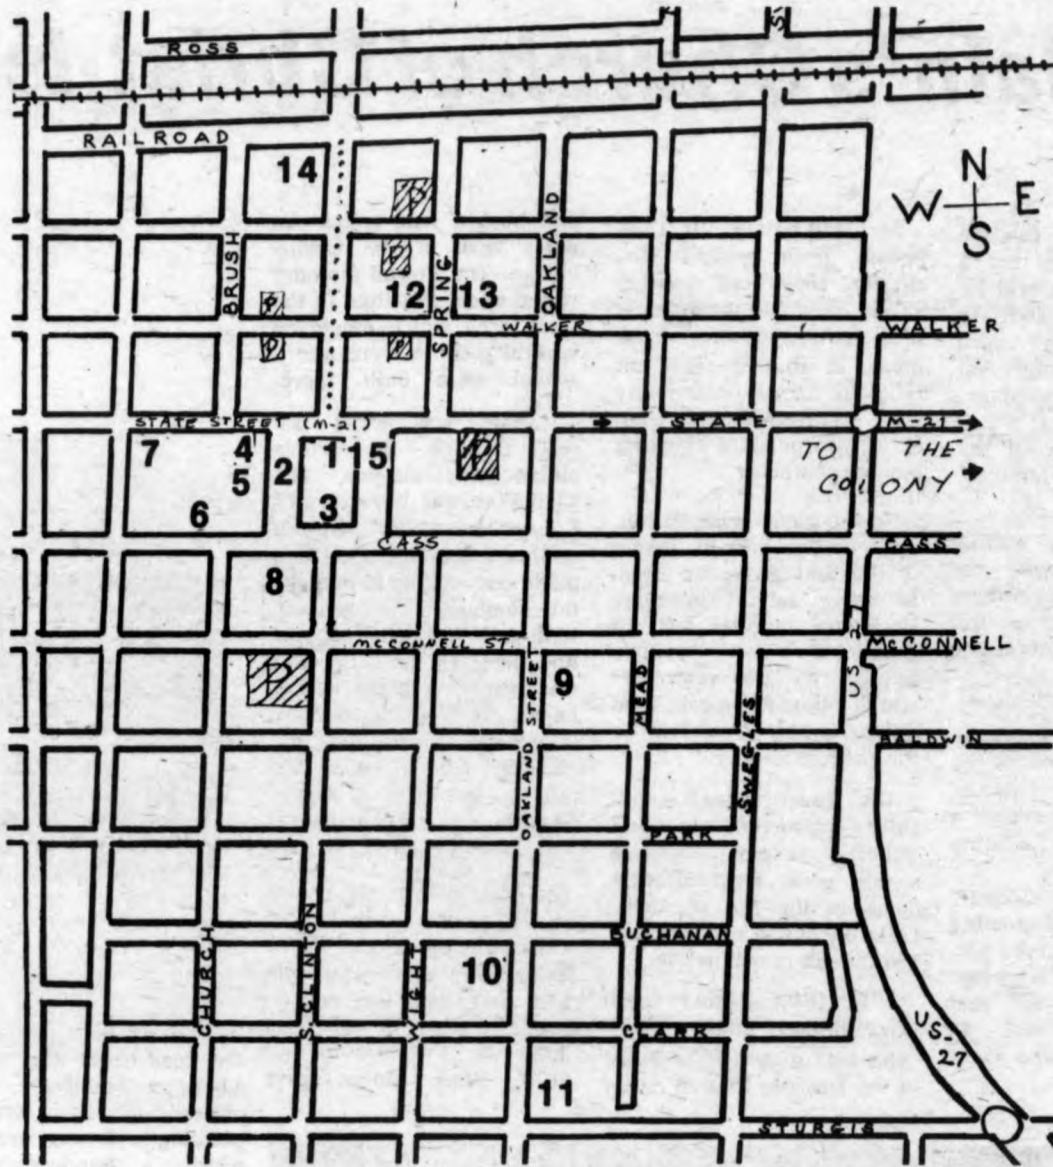 ROSS
RAILROAD
14
P
N
W E
S
BRUSH
P
12
SPRING
13
OAKLAND
P
WALKER
WALKER
P
P
STATE STREET (M-21)
STATE
M-21
7
4
5
2
1
15
P
TO THE
COLONY
6
3
CASS
CASS
8
MCCONNELL ST.
MCCONNELL
P
STREET
9
MEAD
US 27
OAKLAND
SWEGLES
BALDWIN
PARK
CHURCH
S. CLINTON
WIGHT
10
BUCHANAN
CLARK
US-
27
11
STURGIS